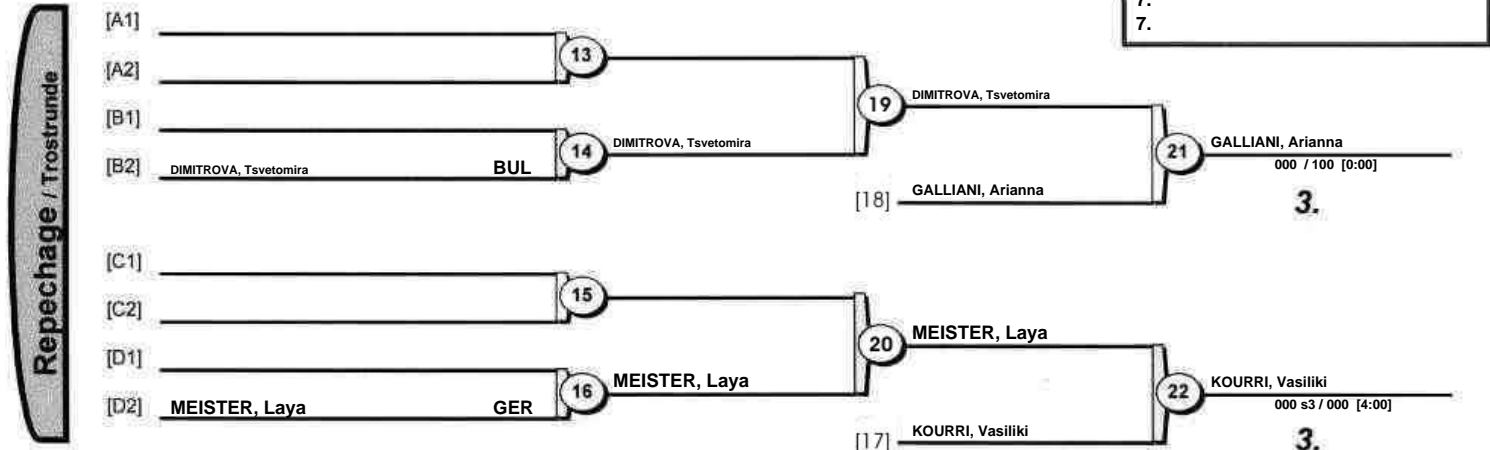 7.
7.
Repechage / Trostrunde
[A1]
[A2]
13
[B1]
[B2] DIMITROVA, Tsvetomira BUL
14 DIMITROVA, Tsvetomira
19 DIMITROVA, Tsvetomira
[18] GALLIANI, Arianna
21 GALLIANI, Arianna
000 / 100 [0:00]
3.
[C1]
[C2]
15
[D1]
[D2] MEISTER, Laya GER
16 MEISTER, Laya
20 MEISTER, Laya
[17] KOURRI, Vasiliki
22 KOURRI, Vasiliki
000 s3 / 000 [4:00]
3.